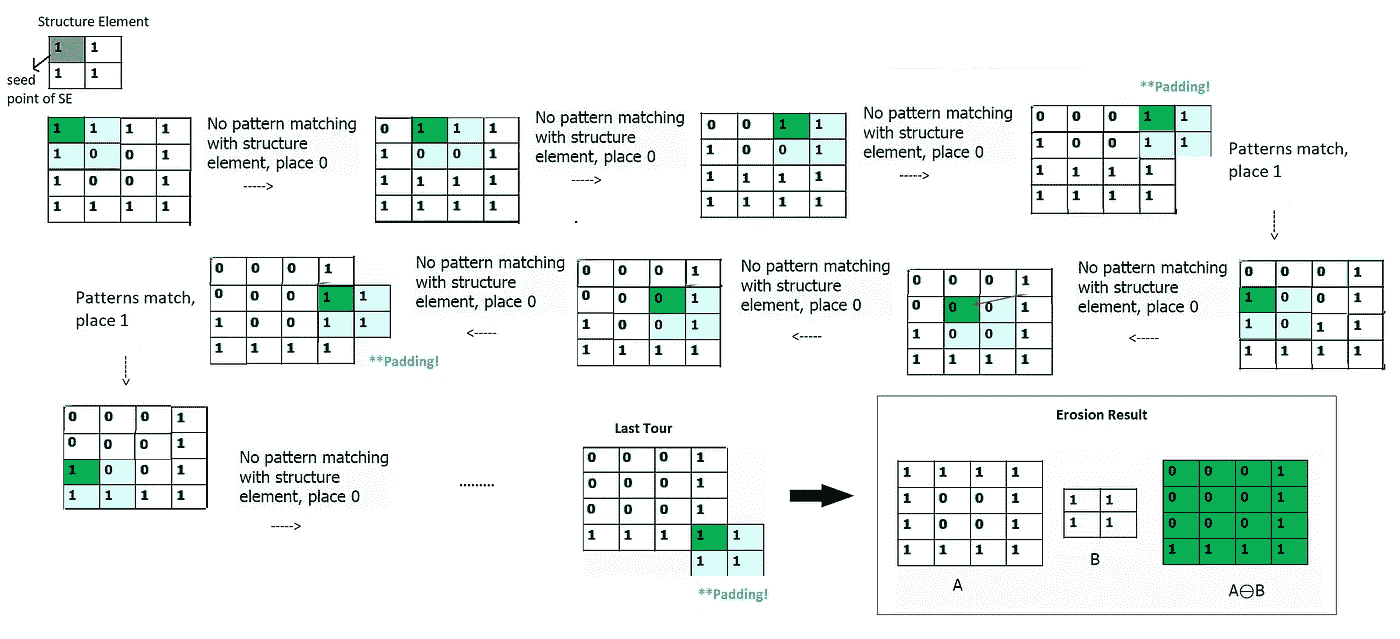 Structure Element
1 1
1 1
seed
point of SE
1 1 1 1
1 0 0 1
1 0 0 1
1 1 1 1
No pattern matching
with structure
element, place 0
----->
0 1 1 1
1 0 0 1
1 1 1 1
1 1 1 1
No pattern matching
with structure
element, place 0
----->
0 0 1 1
1 0 0 1
1 1 1 1
1 1 1 1
No pattern matching
with structure
element, place 0
----->
**Padding!
0 0 0 1 1
1 0 0 1 1
1 1 1 1
1 1 1 1
Patterns match,
place 1
0 0 0 1
1 0 0 1
1 0 1 1
1 1 1 1
No pattern matching
with structure
element, place 0
<-----
0 0 0 1
0 0 0 1
1 0 0 1
1 1 1 1
No pattern matching
with structure
element, place 0
<-----
0 0 0 1
0 0 0 1
1 0 0 1
1 1 1 1
No pattern matching
with structure
element, place 0
<-----
0 0 0 1
0 0 0 1 1
1 0 0 1 1
1 1 1 1
**Padding!
Patterns match,
place 1
0 0 0 1
0 0 0 1
1 0 0 1
1 1 1 1
No pattern matching
with structure
element, place 0
----->
.........
Last Tour
0 0 0 1
0 0 0 1
0 0 0 1
1 1 1 1 1
1 1
**Padding!
Erosion Result
1 1 1 1
1 0 0 1
1 0 0 1
1 1 1 1
A
1 1
1 1
B
0 0 0 1
0 0 0 1
0 0 0 1
1 1 1 1
A⊖B